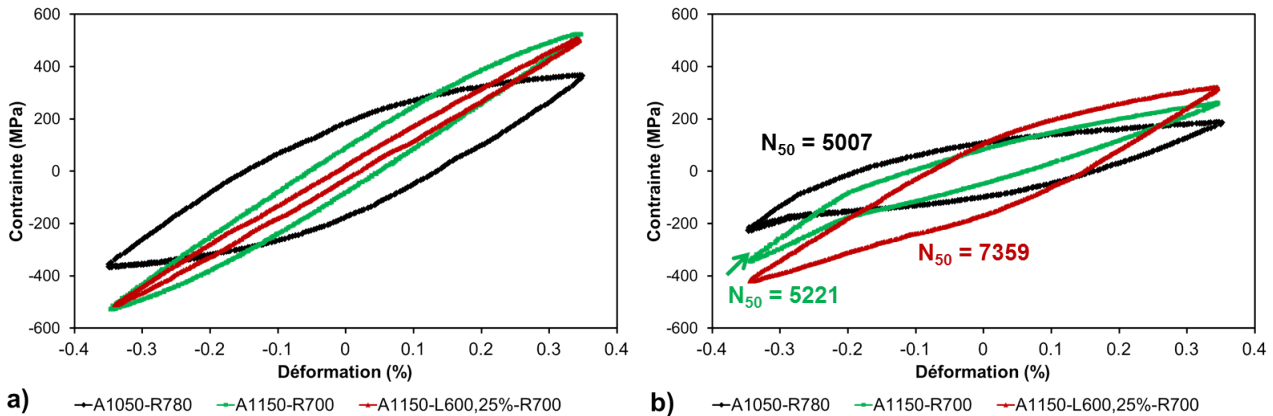 600
400
200
0
-200
-400
-600
Contrainte (MPa)
-0.4 -0.3 -0.2 -0.1 0 0.1 0.2 0.3 0.4
Déformation (%)
a)
A1050-R780 A1150-R700 A1150-L600,25%-R700
600
400
200
0
-200
-400
-600
Contrainte (MPa)
N50 = 5007
N50 = 7359
N50 = 5221
-0.4 -0.3 -0.2 -0.1 0 0.1 0.2 0.3 0.4
Déformation (%)
b)
A1050-R780 A1150-R700 A1150-L600,25%-R700